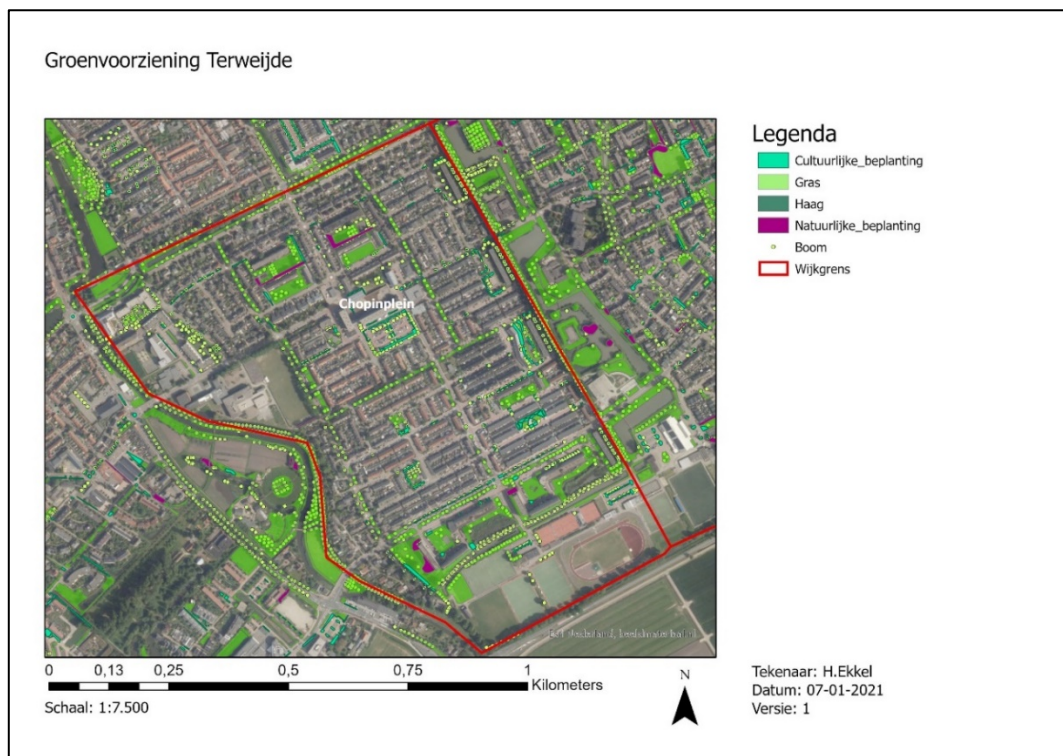 Groenvoorziening Terweijde
Chopinplein
Legenda
Cultuurlijke_beplanting
Gras
Haag
Natuurlijke_beplanting
Boom
Wijkgrens
0 0,13 0,25 0,5 0,75 1
Kilometers
Schaal: 1:7.500
N
Tekenaar: H.Ekkel
Datum: 07-01-2021
Versie: 1